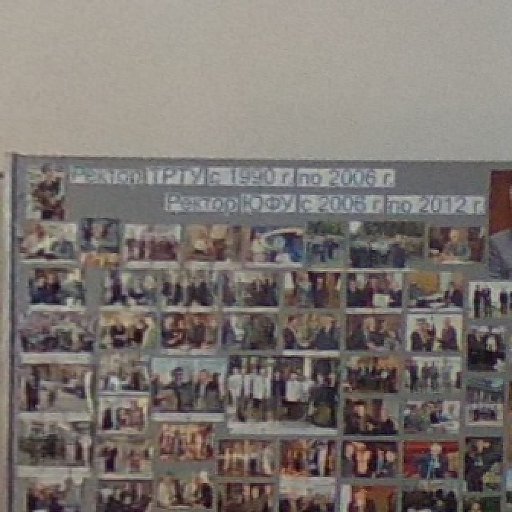 Ректор ТРТУ с 1990 г. по 2006 г.
Ректор ЮФУ с 2006 г. по 2012 г.